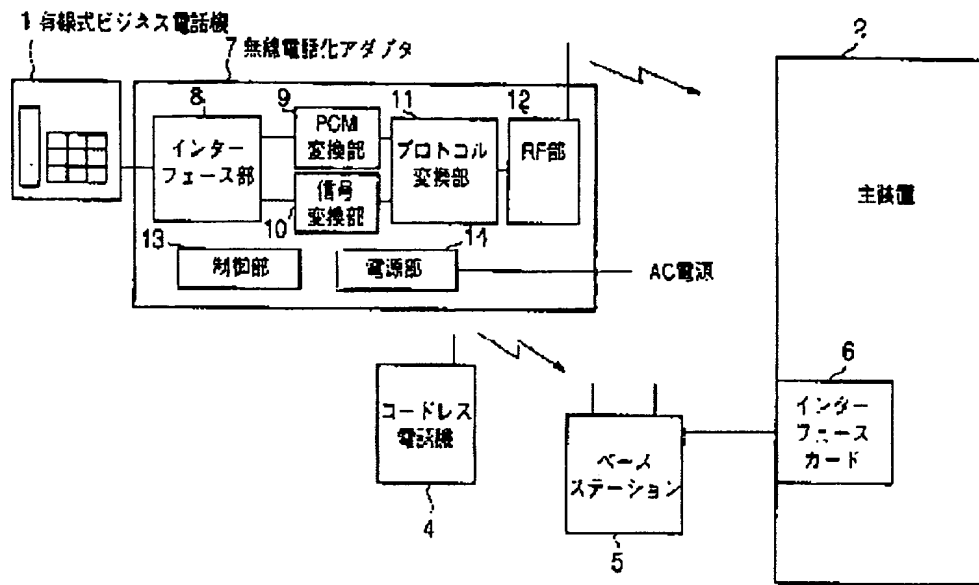 1 有線式ビジネス電話機
7 無線電話化アダプタ
2
8
9
11
12
インター
フェース部
PCM
変換部
プロトコル
変換部
RF部
信号
変換部
10
13
14
制御部
電源部
AC電源
主装置
コードレス
電話機
4
ベース
ステーション
5
6
インター
フェース
カード